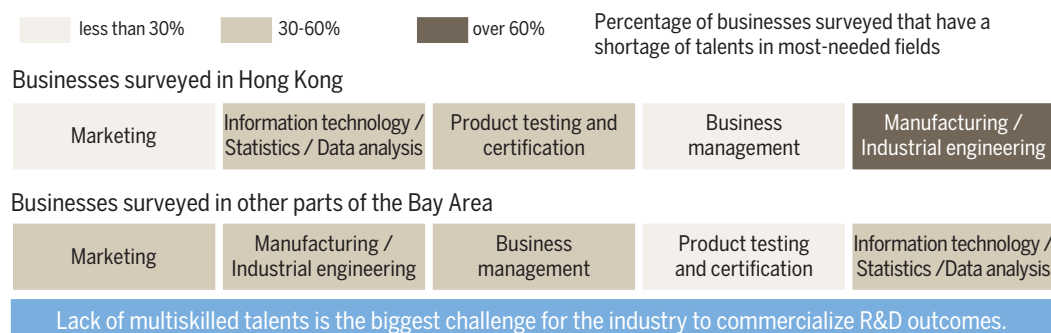 less than 30%
30-60%
over 60%
Percentage of businesses surveyed that have a
shortage of talents in most-needed fields
Businesses surveyed in Hong Kong
Marketing
Information technology /
Statistics / Data analysis
Product testing and
certification
Business
management
Manufacturing /
Industrial engineering
Businesses surveyed in other parts of the Bay Area
Marketing
Manufacturing /
Industrial engineering
Business
management
Product testing
and certification
Information technology /
Statistics /Data analysis
Lack of multiskilled talents is the biggest challenge for the industry to commercialize R&D outcomes.